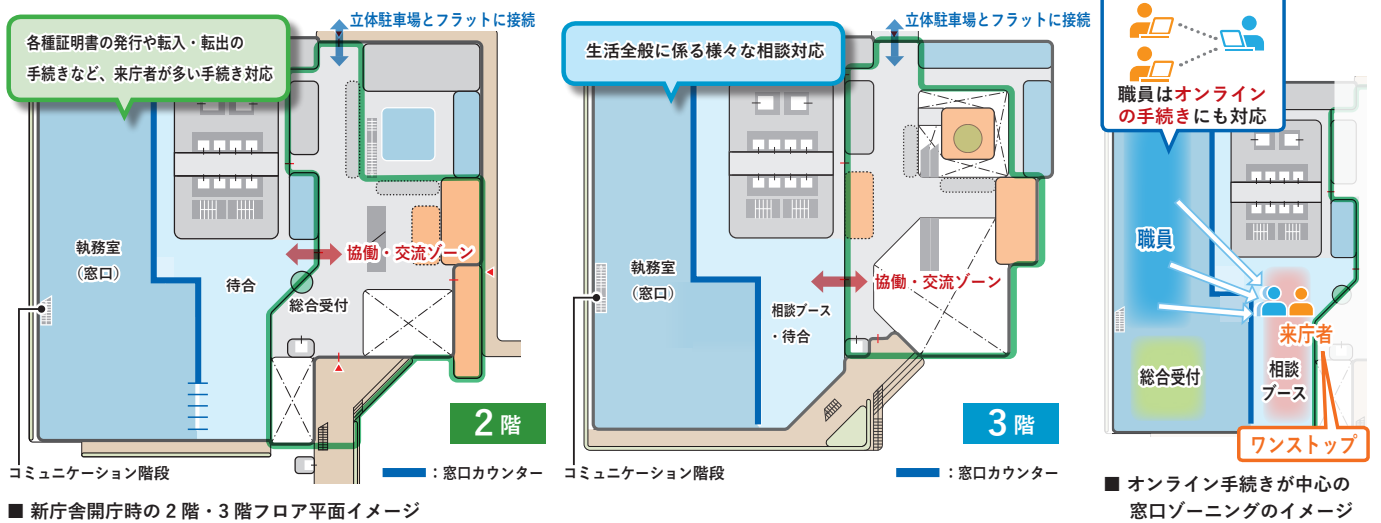 各種証明書の発行や転入・転出の
手続きなど、来庁者が多い手続き対応
立体駐車場とフラットに接続
執務室
（窓口）
待合
協働・交流ゾーン
総合受付
2階
コミュニケーション階段
：窓口カウンター
生活全般に係る様々な相談対応
立体駐車場とフラットに接続
執務室
（窓口）
相談ブース
・待合
協働・交流ゾーン
3階
コミュニケーション階段
：窓口カウンター
■ 新庁舎開庁時の2階・3階フロア平面イメージ
職員はオンライン
の手続きにも対応
職員
来庁者
総合受付
相談
ブース
ワンストップ
■ オンライン手続きが中心の
窓口ゾーニングのイメージ